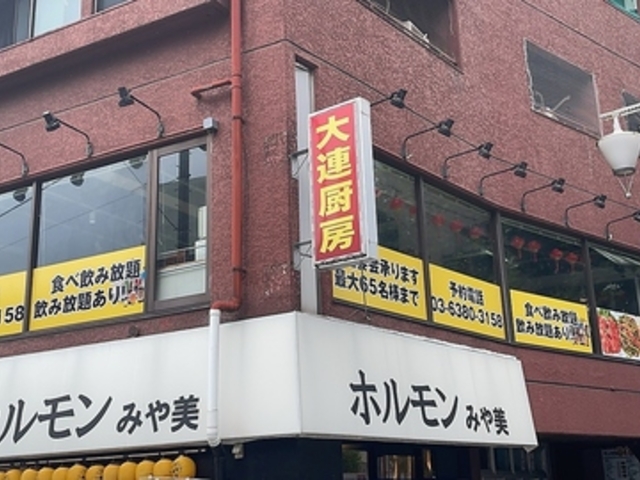 大連厨房
158
食べ飲み放題
飲み放題あり!!
宴会承ります
最大65名様まで
予約電話
03-6380-3158
食べ飲み放題
飲み放題あり!!
ルモン みや美
ホルモン みや美